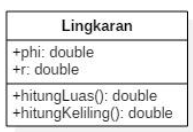 Lingkaran
+phi: double
+r: double
+hitungLuas(): double
+hitungKeliling(): double